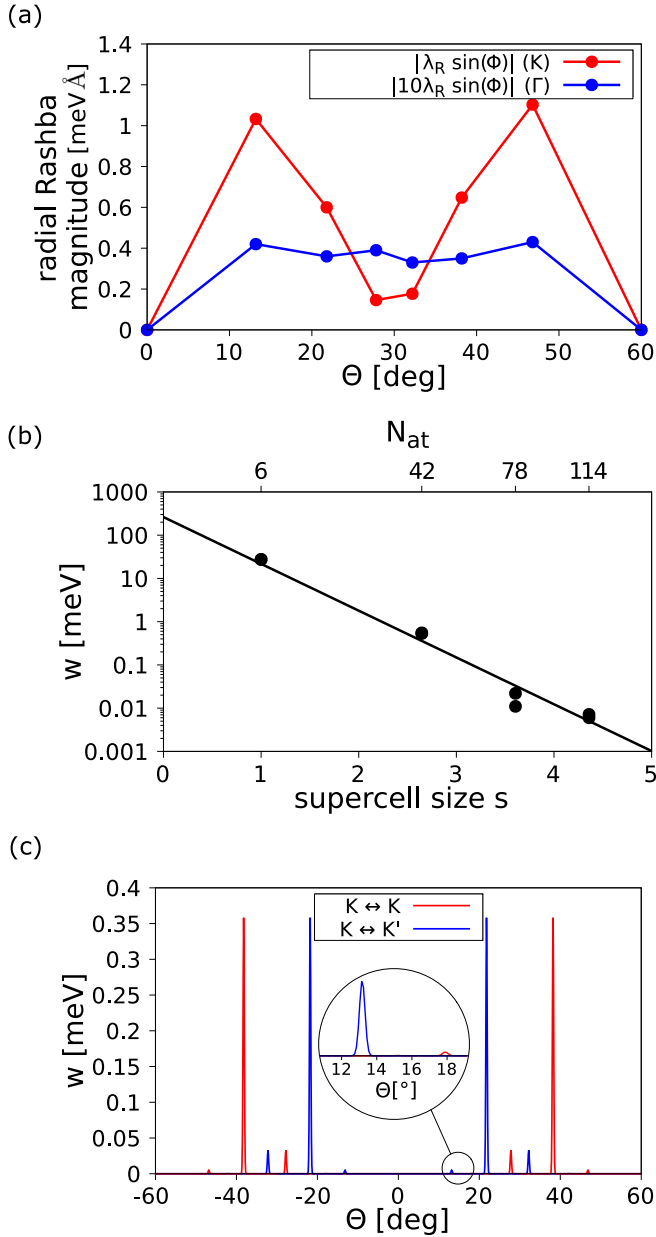 (a)
radial Rashba
magnitude [meV Å]
1.4
1.2
1
0.8
0.6
0.4
0.2
0
|λR sin(Φ)| (K)
|10λR sin(Φ)| (Γ)
0 10 20 30 40 50 60
Θ [deg]
(b)
Nat
6 42 78 114
w [meV]
1000
100
10
1
0.1
0.01
0.001
0 1 2 3 4 5
supercell size s
(c)
w [meV]
0.4
0.35
0.3
0.25
0.2
0.15
0.1
0.05
0
K ↔ K
K ↔ K'
12 14 16 18
Θ[°]
-60 -40 -20 0 20 40 60
Θ [deg]